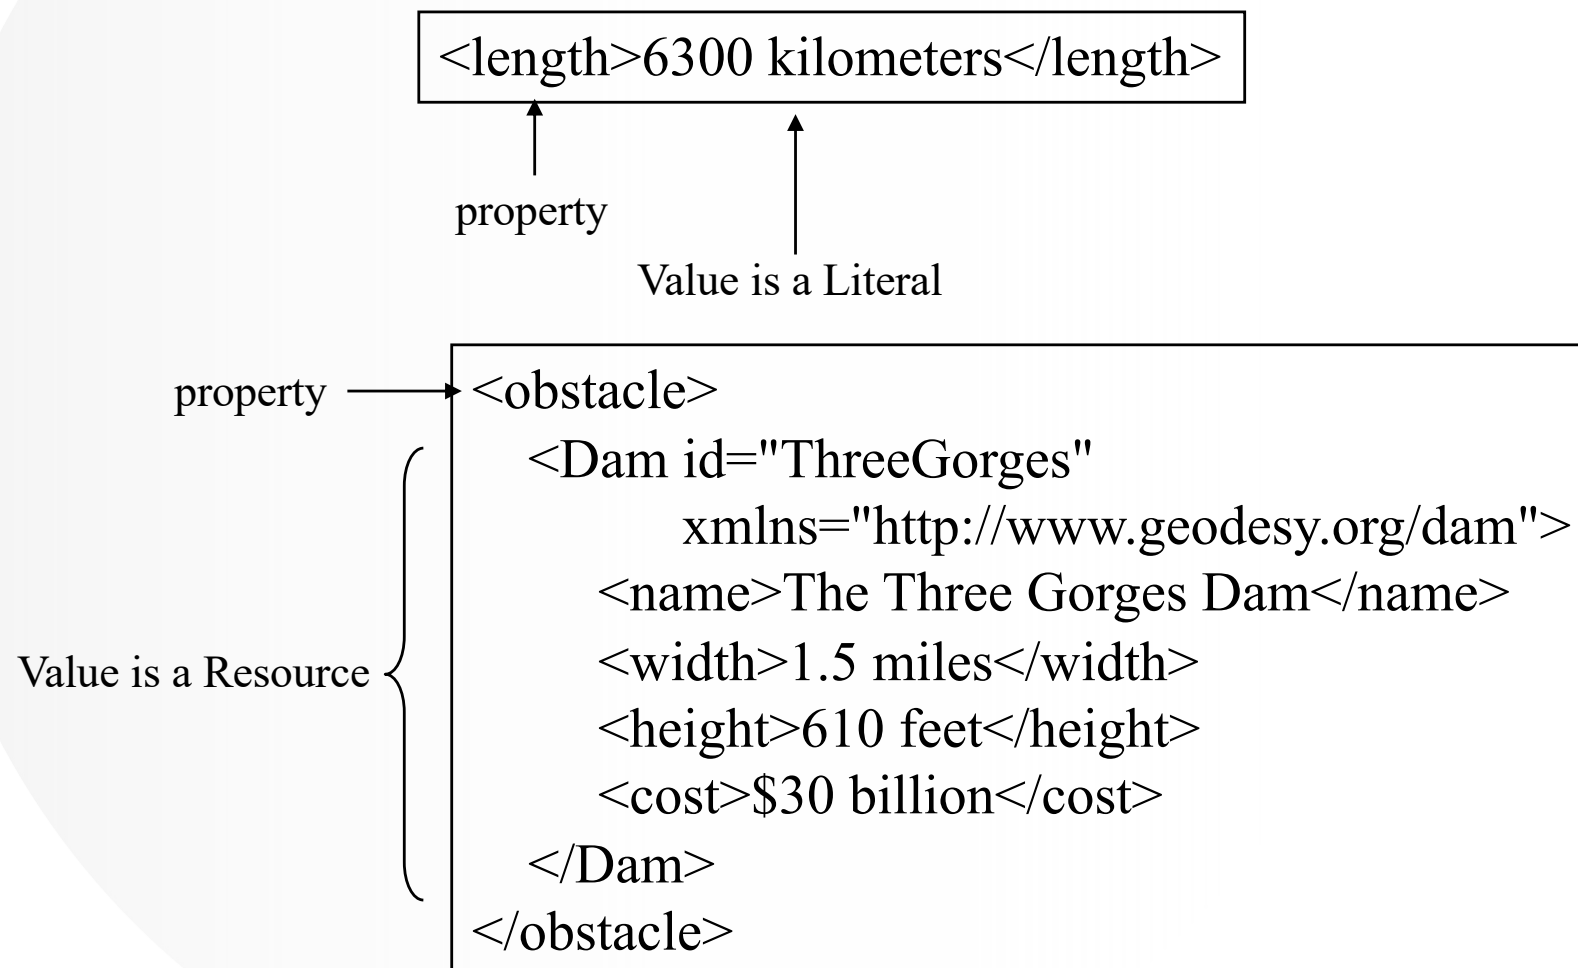 <length>6300 kilometers</length>
property
Value is a Literal
property
<obstacle>
<Dam id="ThreeGorges"
xmlns="http://www.geodesy.org/dam">
<name>The Three Gorges Dam</name>
<width>1.5 miles</width>
Value is a Resource
<height>610 feet</height>
<cost>$30 billion</cost>
</Dam>
</obstacle>